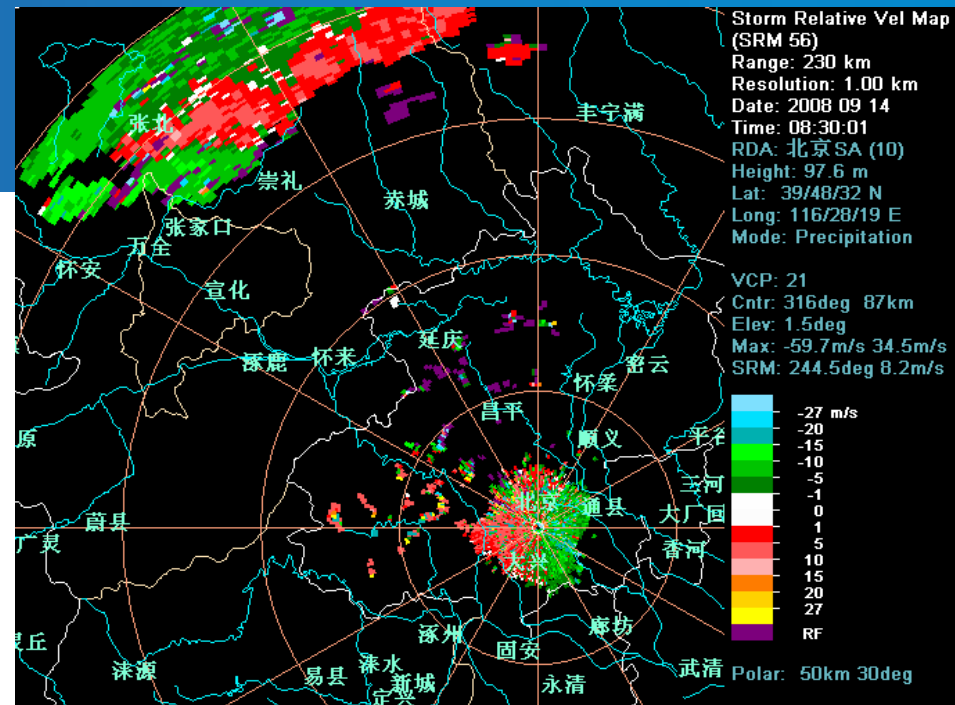 Storm Relative Vel Map
(SRM 56)
Range: 230 km
Resolution: 1.00 km
Date: 2008 09 14
Time: 08:30:01
RDA: 北京SA (10)
Height: 97.6 m
Lat: 39/48/32 N
Long: 116/28/19 E
Mode: Precipitation
VCP: 21
Cntr: 316deg 87km
Elev: 1.5deg
Max: -59.7m/s 34.5m/s
SRM: 244.5deg 8.2m/s
-27 m/s
-20
-15
-10
-5
-1
0
1
5
10
15
20
27
RF
Polar: 50km 30deg
张北
丰宁满
崇礼
赤城
张家口
万全
怀安
宣化
延庆
怀来
涿鹿
密云
怀柔
昌平
顺义
原
平谷
三河
北京
通县
大厂回
蔚县
广灵
香河
大兴
涿州
廊坊
灵丘
固安
涞源
涞水
武清
易县
新城
永清
定兴